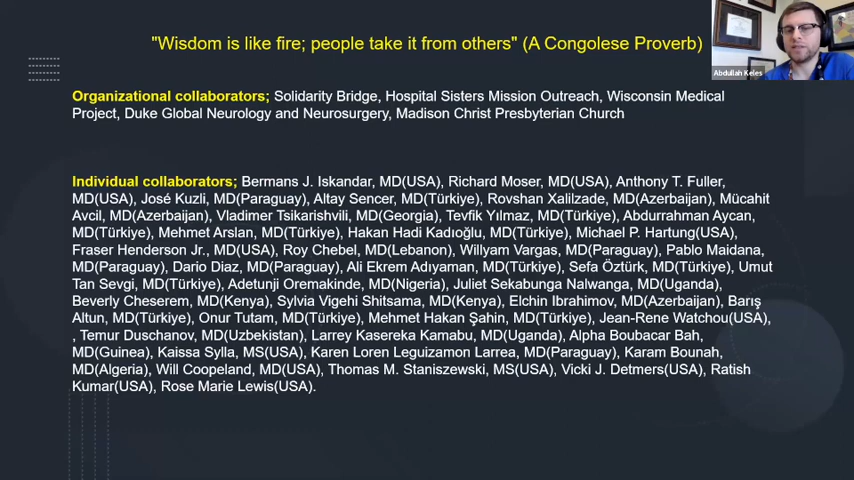 "Wisdom is like fire; people take it from others" (A Congolese Proverb)
Abdullah Keles
Organizational collaborators; Solidarity Bridge, Hospital Sisters Mission Outreach, Wisconsin Medical
Project, Duke Global Neurology and Neurosurgery, Madison Christ Presbyterian Church
Individual collaborators; Bermans J. Iskandar, MD(USA), Richard Moser, MD(USA), Anthony T. Fuller,
MD(USA), José Kuzli, MD(Paraguay), Altay Sencer, MD(Türkiye), Rovshan Xalilzade, MD(Azerbaijan), Mücahit
Avcil, MD(Azerbaijan), Vladimer Tsikarishvili, MD(Georgia), Tevfik Yılmaz, MD(Türkiye), Abdurrahman Aycan,
MD(Türkiye), Mehmet Arslan, MD(Türkiye), Hakan Hadi Kadıoğlu, MD(Türkiye), Michael P. Hartung(USA),
Fraser Henderson Jr., MD(USA), Roy Chebel, MD(Lebanon), Willyam Vargas, MD(Paraguay), Pablo Maidana,
MD(Paraguay), Dario Diaz, MD(Paraguay), Ali Ekrem Adıyaman, MD(Türkiye), Sefa Öztürk, MD(Türkiye), Umut
Tan Sevgi, MD(Türkiye), Adetunji Oremakinde, MD(Nigeria), Juliet Sekabunga Nalwanga, MD(Uganda),
Beverly Cheserem, MD(Kenya), Sylvia Vigehi Shitsama, MD(Kenya), Elchin Ibrahimov, MD(Azerbaijan), Barış
Altun, MD(Türkiye), Onur Tutam, MD(Türkiye), Mehmet Hakan Şahin, MD(Türkiye), Jean-Rene Watchou(USA),
, Temur Duschanov, MD(Uzbekistan), Larrey Kasereka Kamabu, MD(Uganda), Alpha Boubacar Bah,
MD(Guinea), Kaissa Sylla, MS(USA), Karen Loren Leguizamon Larrea, MD(Paraguay), Karam Bounah,
MD(Algeria), Will Coopeland, MD(USA), Thomas M. Staniszewski, MS(USA), Vicki J. Detmers(USA), Ratish
Kumar(USA), Rose Marie Lewis(USA).